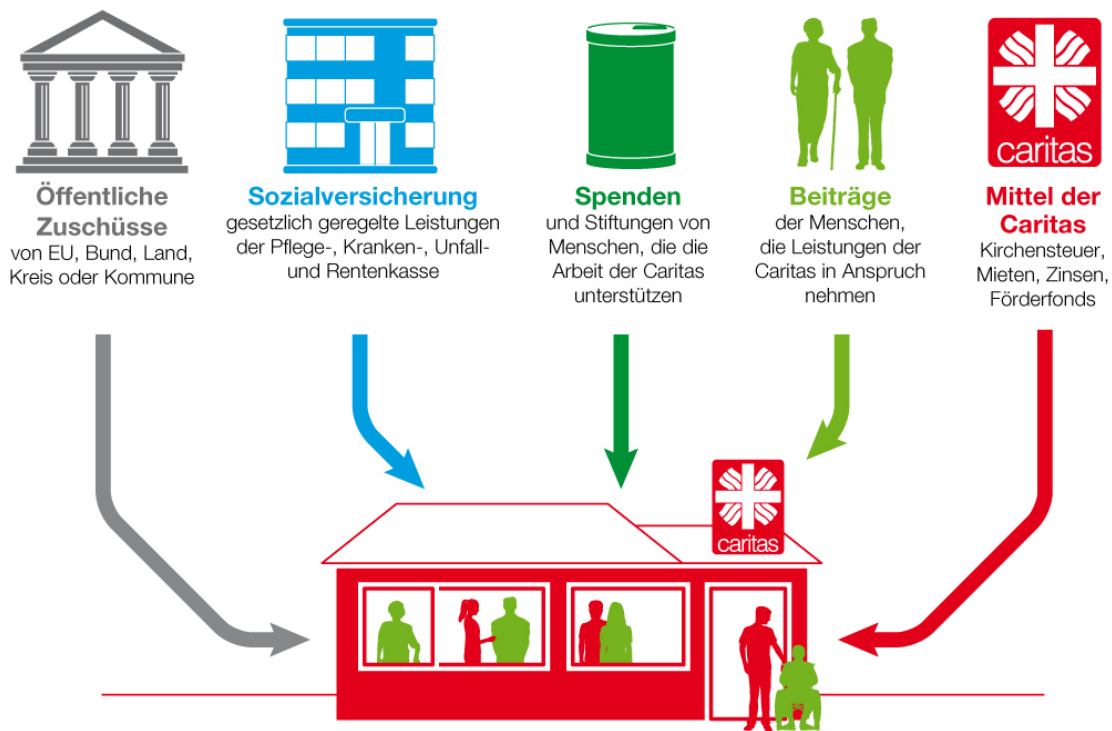 Öffentliche
Zuschüsse
von EU, Bund, Land,
Kreis oder Kommune
Sozialversicherung
gesetzlich geregelte Leistungen
der Pflege-, Kranken-, Unfall-
und Rentenkasse
Spenden
und Stiftungen von
Menschen, die die
Arbeit der Caritas
unterstützen
Beiträge
der Menschen,
die Leistungen der
Caritas in Anspruch
nehmen
caritas
Mittel der
Caritas
Kirchensteuer,
Mieten, Zinsen,
Förderfonds
caritas